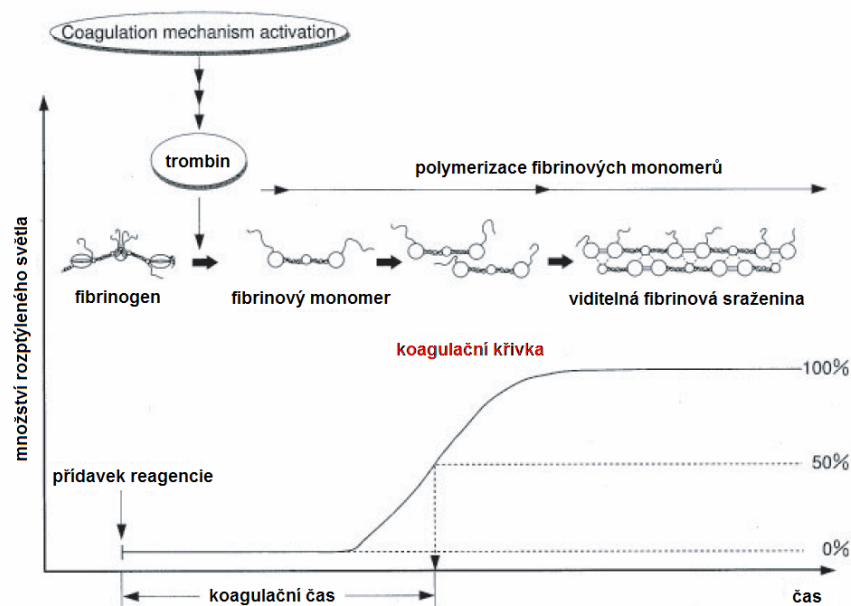 Coagulation mechanism activation
trombin
polymerizace fibrinových monomerů
množství rozptýleného světla
fibrinogen
fibrinový monomer
viditelná fibrinová sraženina
koagulační křivka
100%
50%
přídavek reagencie
0%
koagulační čas
čas